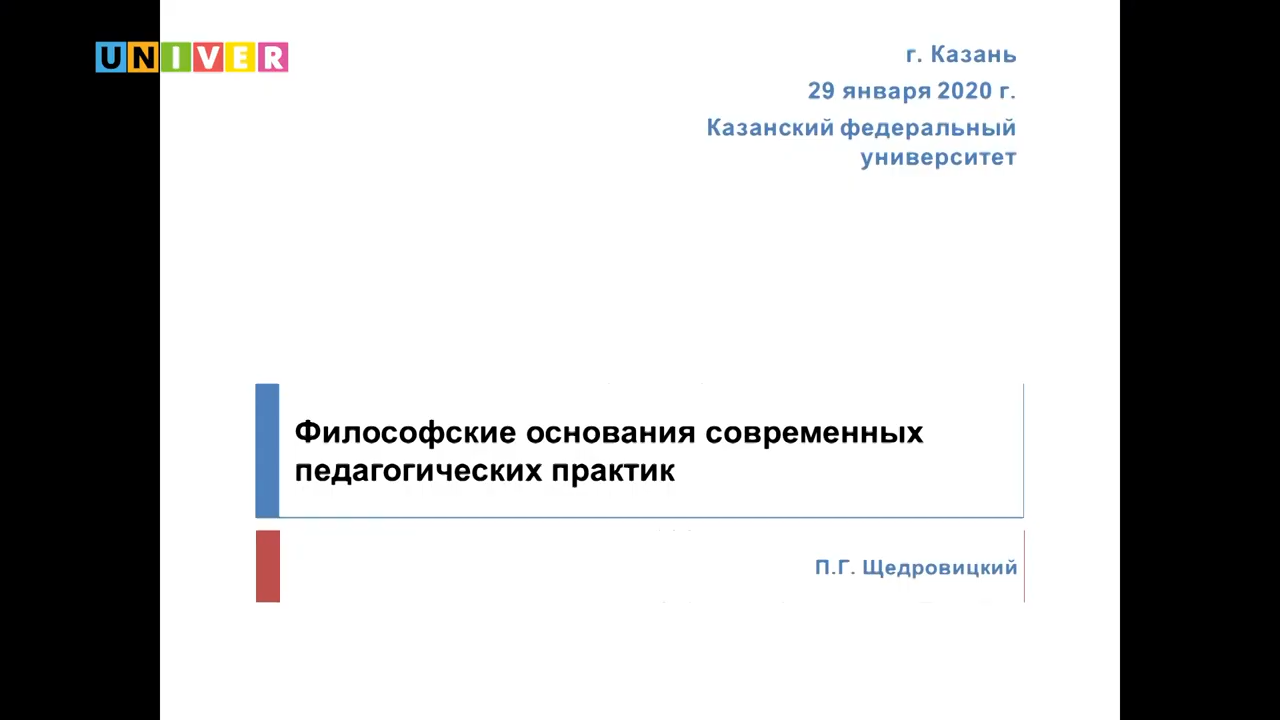 UNIVER
г. Казань
29 января 2020 г.
Казанский федеральный
университет
Философские основания современных
педагогических практик
П.Г. Щедровицкий